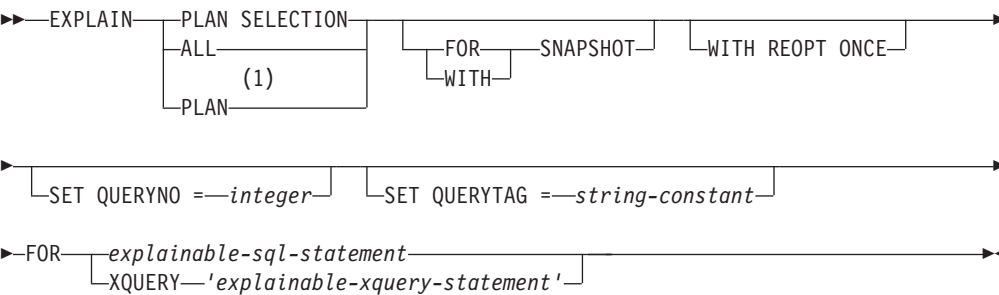 EXPLAIN PLAN SELECTION
ALL FOR SNAPSHOT WITH REOPT ONCE
(1) WITH
PLAN
SET QUERYNO = integer SET QUERYTAG = string-constant
FOR explainable-sql-statement
XQUERY 'explainable-xquery-statement'